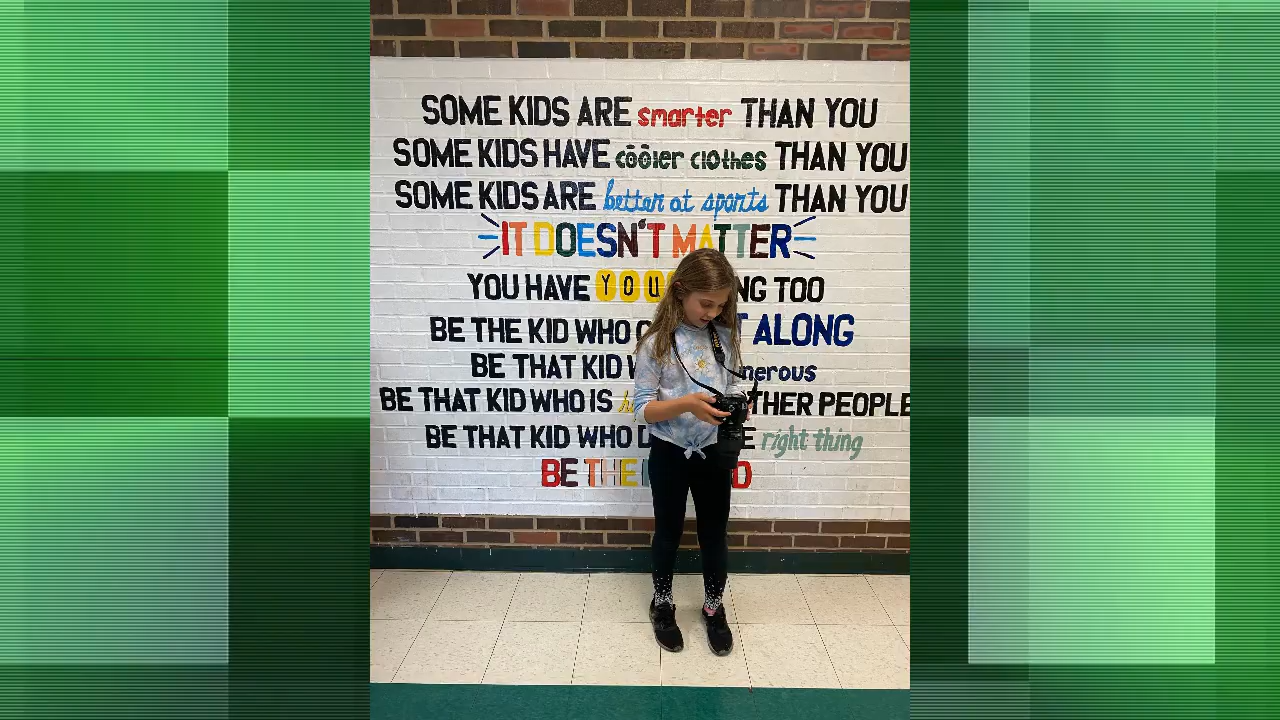 SOME KIDS ARE smarter THAN YOU
SOME KIDS HAVE cooler clothes THAN YOU
SOME KIDS ARE better at sports THAN YOU
IT DOESN'T MATTER
YOU HAVE YOU NG TOO
BE THE KID WHO T ALONG
BE THAT KID nerous
BE THAT KID WHO IS THER PEOPLE
BE THAT KID WHO D E right thing
BE THE D